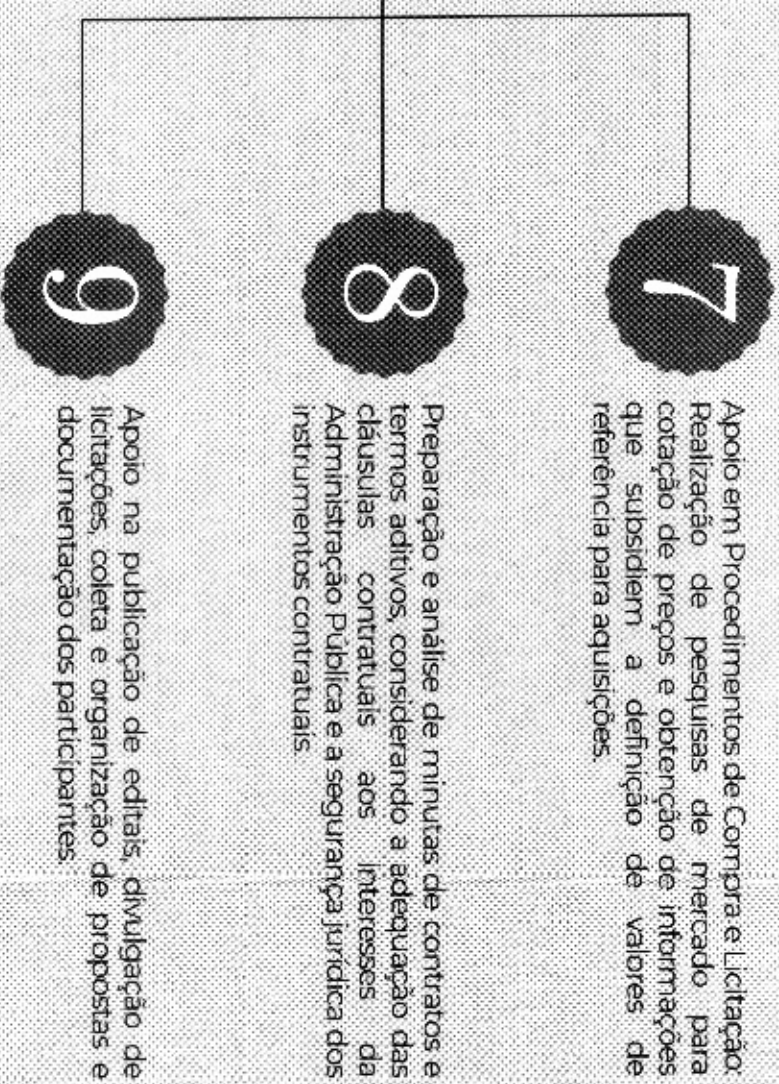 7
Apoio em Procedimentos de Compra e Licitação:
Realização de pesquisas de mercado para
cotação de preços e obtenção de informações
que subsidiem a definição de valores de
referência para aquisições.
8
Preparação e análise de minutas de contratos e
termos aditivos, considerando a adequação das
cláusulas contratuais aos interesses da
Administração Pública e a segurança jurídica dos
instrumentos contratuais.
9
Apoio na publicação de editais, divulgação de
licitações, coleta e organização de propostas e
documentação dos participantes.